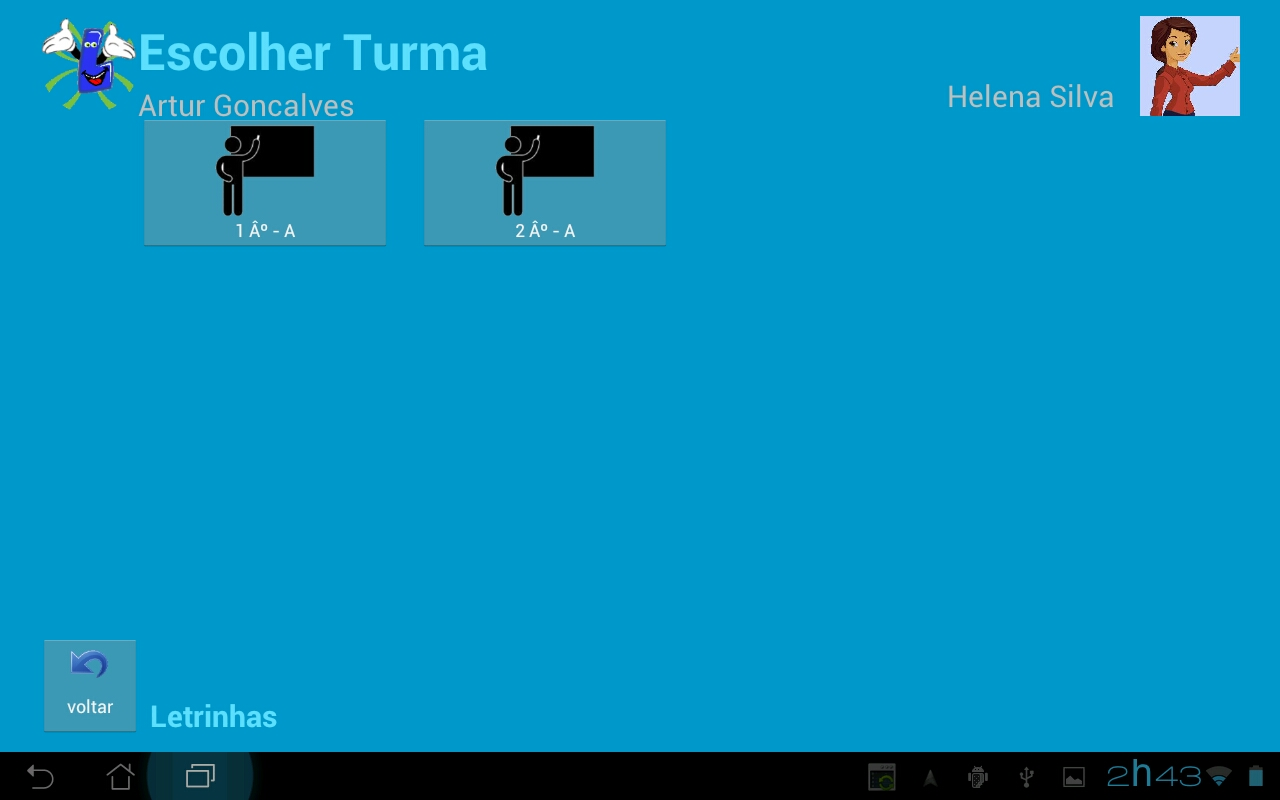 Escolher Turma
Artur Goncalves
Helena Silva
1 Âº - A
2 Âº - A
voltar
Letrinhas
2h43